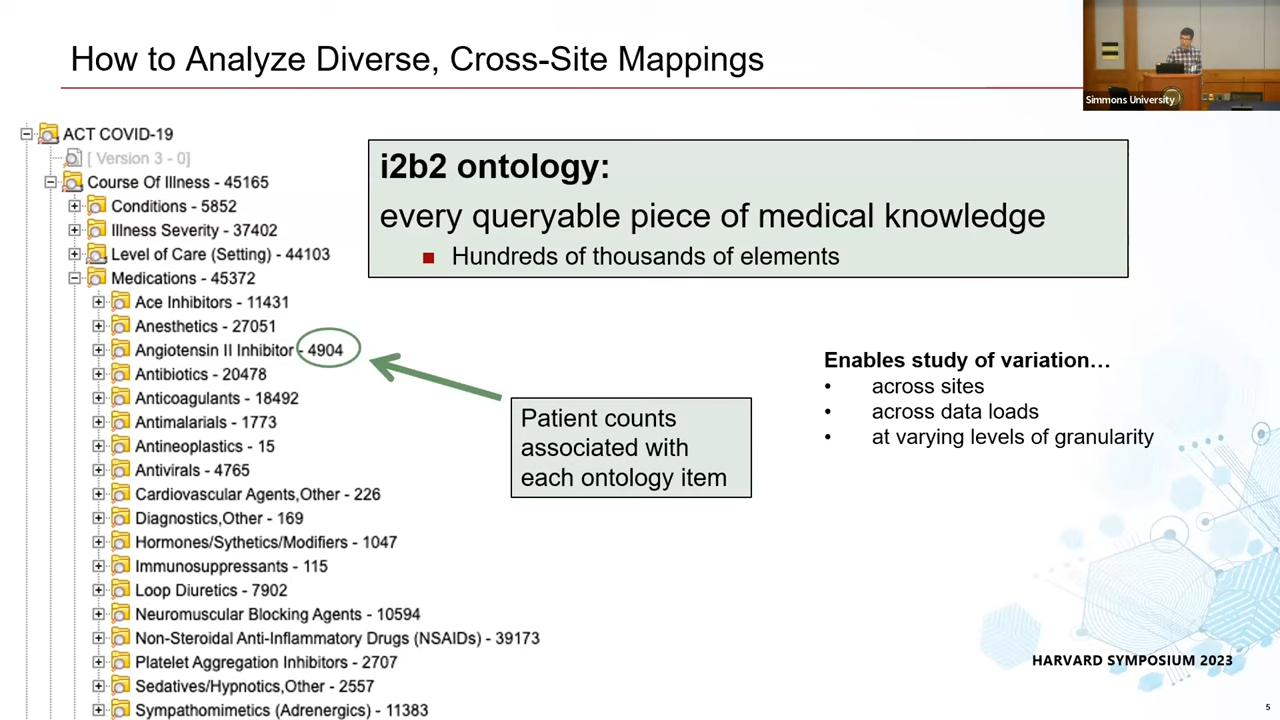 How to Analyze Diverse, Cross-Site Mappings
Simmons University
ACT COVID-19
[ Version 3 - 0]
Course Of Illness - 45165
Conditions - 5852
Illness Severity - 37402
Level of Care (Setting) - 44103
Medications - 45372
Ace Inhibitors - 11431
Anesthetics - 27051
Angiotensin II Inhibitor - 4904
Antibiotics - 20478
Anticoagulants - 18492
Antimalarials - 1773
Antineoplastics - 15
Antivirals - 4765
Cardiovascular Agents,Other - 226
Diagnostics,Other - 169
Hormones/Sythetics/Modifiers - 1047
Immunosuppressants - 115
Loop Diuretics - 7902
Neuromuscular Blocking Agents - 10594
Non-Steroidal Anti-Inflammatory Drugs (NSAIDs) - 39173
Platelet Aggregation Inhibitors - 2707
Sedatives/Hypnotics,Other - 2557
Sympathomimetics (Adrenergics) - 11383
i2b2 ontology:
every queryable piece of medical knowledge
■ Hundreds of thousands of elements
Patient counts
associated with
each ontology item
Enables study of variation…
• across sites
• across data loads
• at varying levels of granularity
HARVARD SYMPOSIUM 2023
5